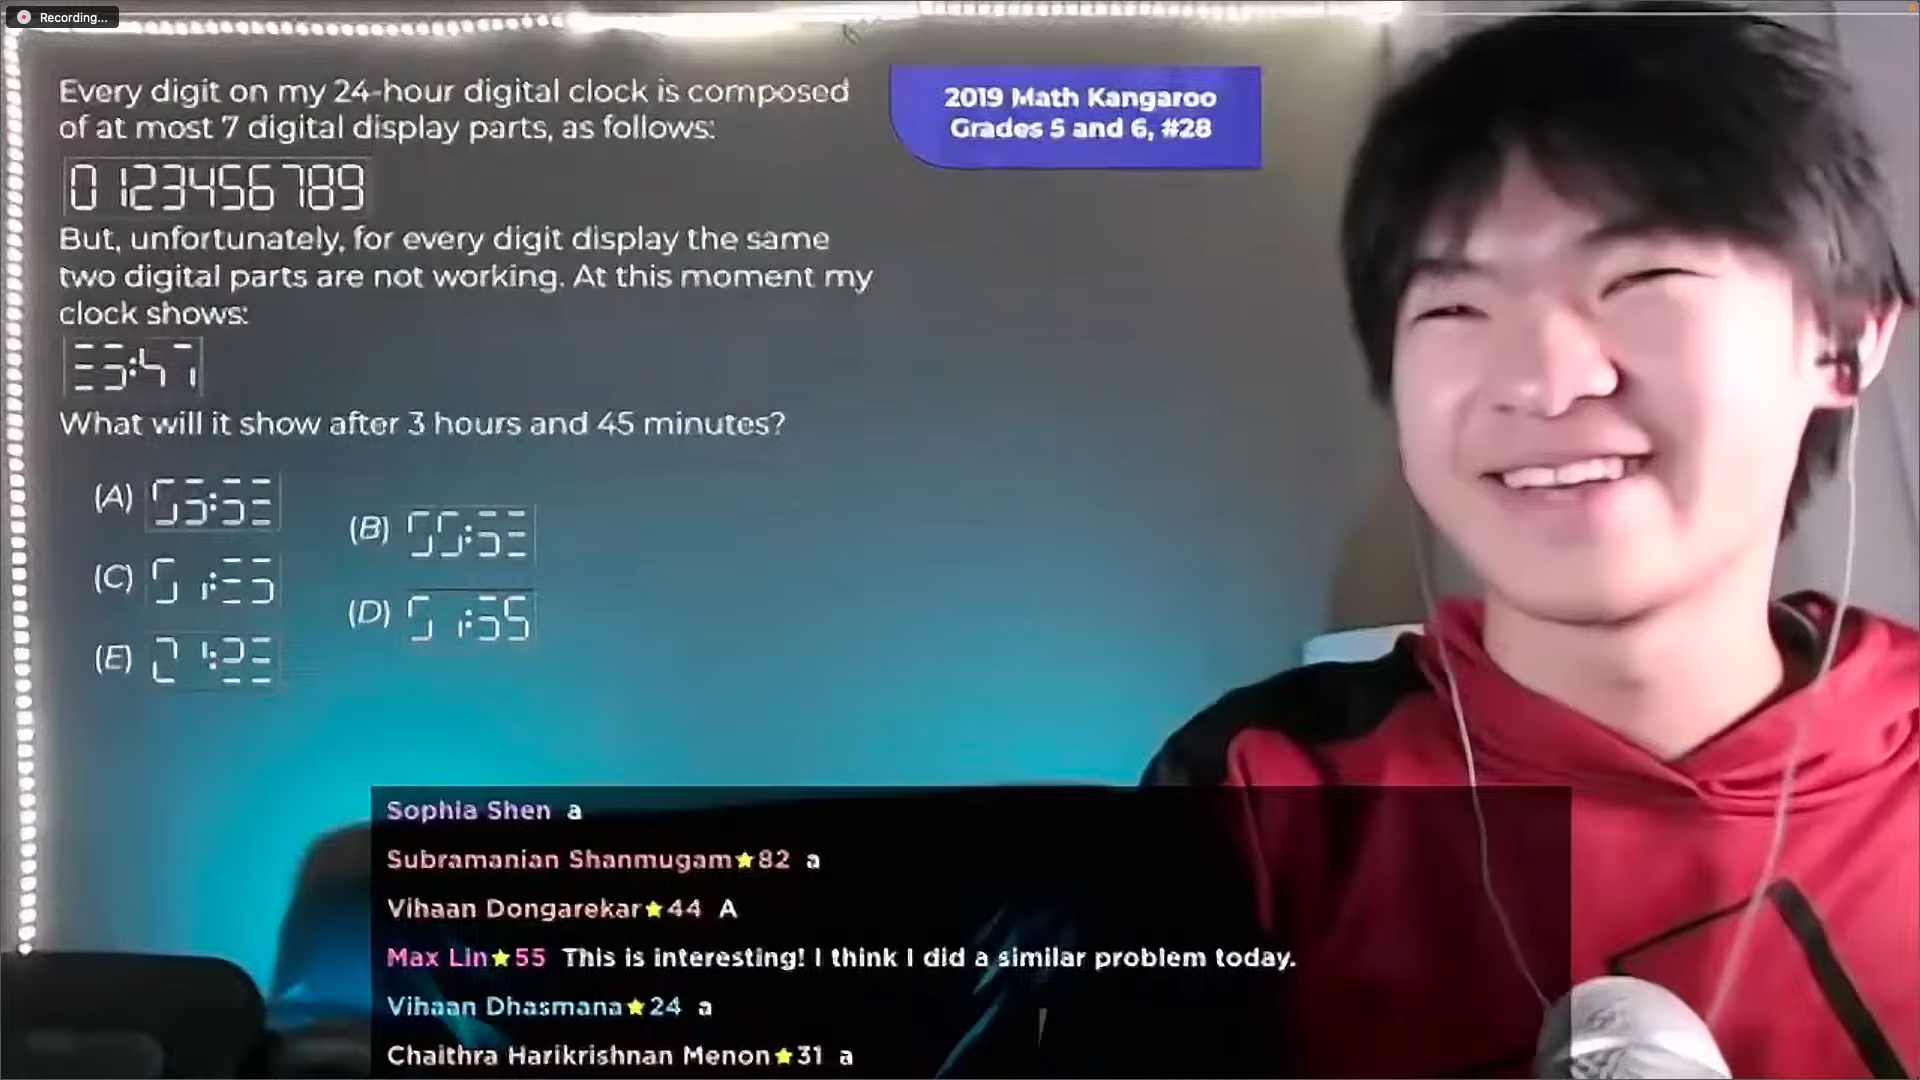 Recording...
Every digit on my 24-hour digital clock is composed
of at most 7 digital display parts, as follows:
0123456789
But, unfortunately, for every digit display the same
two digital parts are not working. At this moment my
clock shows:
What will it show after 3 hours and 45 minutes?
(A)
(B)
(C)
(D)
(E)
2019 Math Kangaroo
Grades 5 and 6, #28
Sophia Shen a
Subramanian Shanmugam★82 a
Vihaan Dongarekar★44 A
Max Lin★55 This is interesting! I think I did a similar problem today.
Vihaan Dhasmana★24 a
Chaithra Harikrishnan Menon★31 a